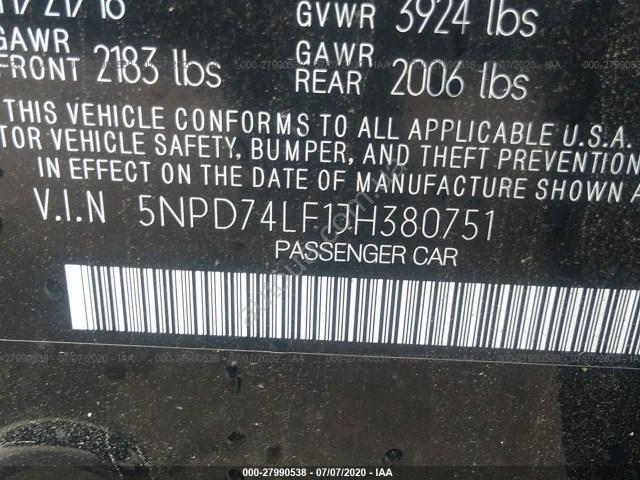 GVWR 3924 lbs
GAWR FRONT 2183 lbs
GAWR REAR 2006 lbs
THIS VEHICLE CONFORMS TO ALL APPLICABLE U.S.A.
TOR VEHICLE SAFETY, BUMPER, AND THEFT PREVENTION
IN EFFECT ON THE DATE OF MANUFACTURE SHOWN A
V.I.N 5NPD74LF1JH380751
PASSENGER CAR
000-27990538 - 07/07/2020 - IAA